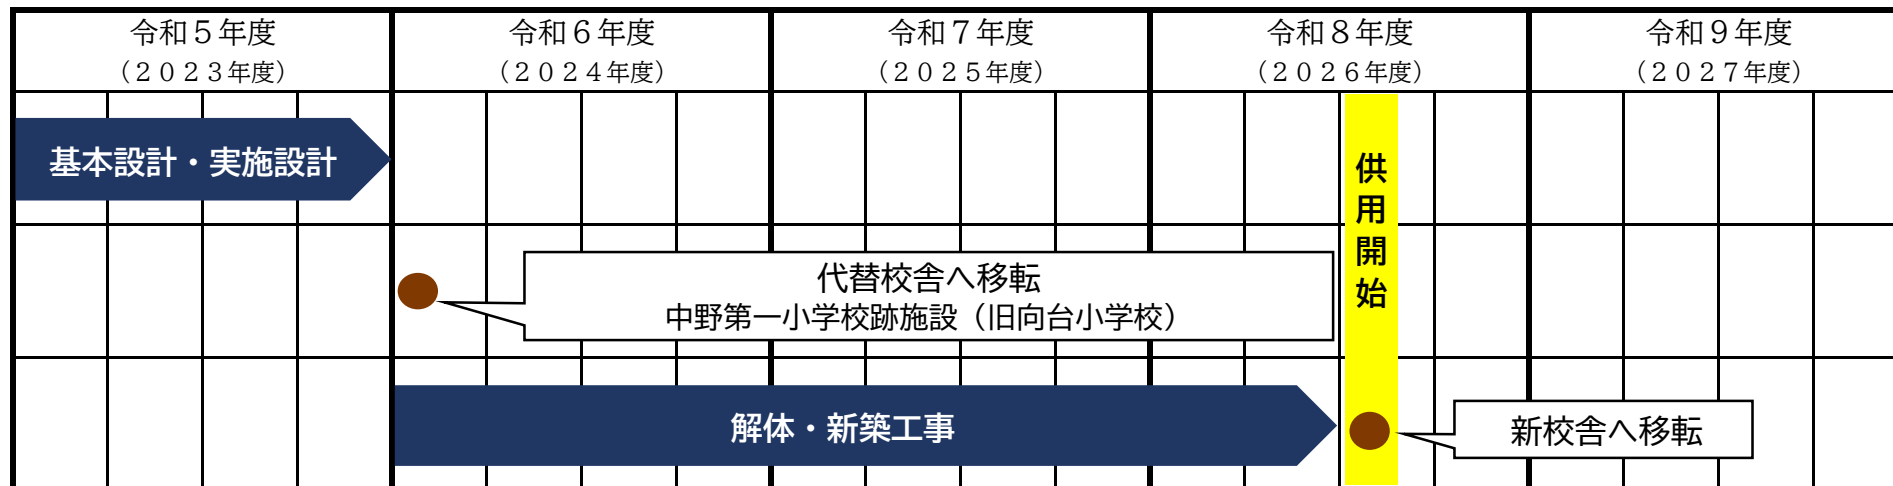 令和５年度
（２０２３年度）
令和６年度
（２０２４年度）
令和７年度
（２０２５年度）
令和８年度
（２０２６年度）
令和９年度
（２０２７年度）
基本設計・実施設計
供用開始
代替校舎へ移転
中野第一小学校跡施設（旧向台小学校）
解体・新築工事
新校舎へ移転